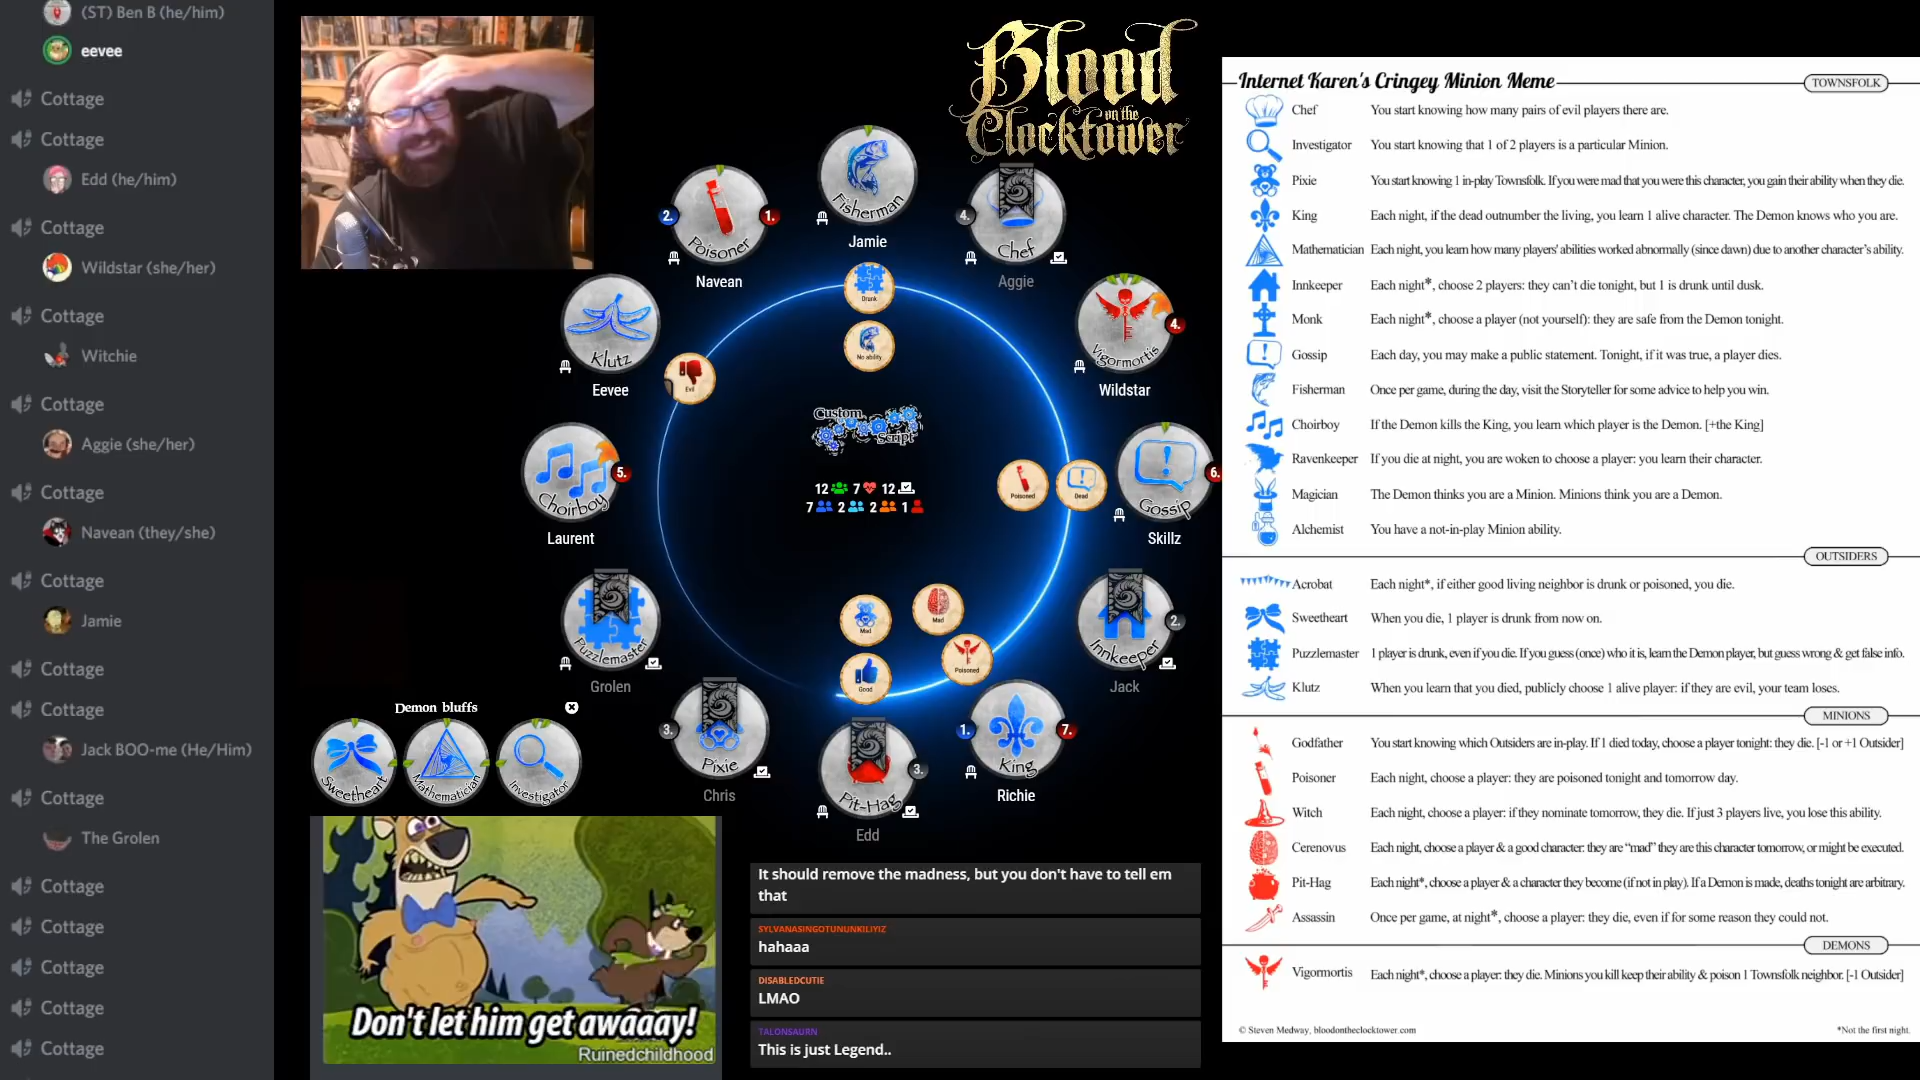 (ST) Ben B (he/him)
eevee
Cottage
Cottage
Edd (he/him)
Cottage
Wildstar (she/her)
Cottage
Witchie
Cottage
Aggie (she/her)
Cottage
Navean (they/she)
Cottage
Jamie
Cottage
Cottage
Jack BOO-me (He/Him)
Cottage
The Grolen
Cottage
Cottage
Cottage
Cottage
Cottage
Blood
on the
Clocktower
Fisherman
Jamie
4.
Chef
Aggie
2.
1.
Poisoner
Navean
4.
Vigormortis
Wildstar
Klutz
Eevee
Drunk
No ability
Evil
Custom
Script
12 7 12
7 2 2 1
5.
Choirboy
Laurent
Poisoned
Dead
6.
Gossip
Skillz
Puzzlemaster
Grolen
Mad
Mad
Good
Poisoned
2.
Innkeeper
Jack
3.
Pixie
Chris
3.
Pit-Hag
Edd
1.
7.
King
Richie
Demon bluffs
Sweetheart
Mathematician
Investigator
Don't let him get awaaay!
Ruinedchildhood
It should remove the madness, but you don't have to tell em
that
SYLVANASINGOTUNUNKILIYIZ
hahaaa
DISABLEDCUTIE
LMAO
TALONSAURN
This is just Legend..
Internet Karen's Cringey Minion Meme
TOWNSFOLK
Chef You start knowing how many pairs of evil players there are.
Investigator You start knowing that 1 of 2 players is a particular Minion.
Pixie You start knowing 1 in-play Townsfolk. If you were mad that you were this character, you gain their ability when they die.
King Each night, if the dead outnumber the living, you learn 1 alive character. The Demon knows who you are.
Mathematician Each night, you learn how many players' abilities worked abnormally (since dawn) due to another character's ability.
Innkeeper Each night*, choose 2 players: they can't die tonight, but 1 is drunk until dusk.
Monk Each night*, choose a player (not yourself): they are safe from the Demon tonight.
Gossip Each day, you may make a public statement. Tonight, if it was true, a player dies.
Fisherman Once per game, during the day, visit the Storyteller for some advice to help you win.
Choirboy If the Demon kills the King, you learn which player is the Demon. [+the King]
Ravenkeeper If you die at night, you are woken to choose a player: you learn their character.
Magician The Demon thinks you are a Minion. Minions think you are a Demon.
Alchemist You have a not-in-play Minion ability.
OUTSIDERS
Acrobat Each night*, if either good living neighbor is drunk or poisoned, you die.
Sweetheart When you die, 1 player is drunk from now on.
Puzzlemaster 1 player is drunk, even if you die. If you guess (once) who it is, learn the Demon player, but guess wrong & get false info.
Klutz When you learn that you died, publicly choose 1 alive player: if they are evil, your team loses.
MINIONS
Godfather You start knowing which Outsiders are in-play. If 1 died today, choose a player tonight: they die. [-1 or +1 Outsider]
Poisoner Each night, choose a player: they are poisoned tonight and tomorrow day.
Witch Each night, choose a player: if they nominate tomorrow, they die. If just 3 players live, you lose this ability.
Cerenovus Each night, choose a player & a good character: they are "mad" they are this character tomorrow, or might be executed.
Pit-Hag Each night*, choose a player & a character they become (if not in play). If a Demon is made, deaths tonight are arbitrary.
Assassin Once per game, at night*, choose a player: they die, even if for some reason they could not.
DEMONS
Vigormortis Each night*, choose a player: they die. Minions you kill keep their ability & poison 1 Townsfolk neighbor. [-1 Outsider]
© Steven Medway, bloodontheclocktower.com
*Not the first night.